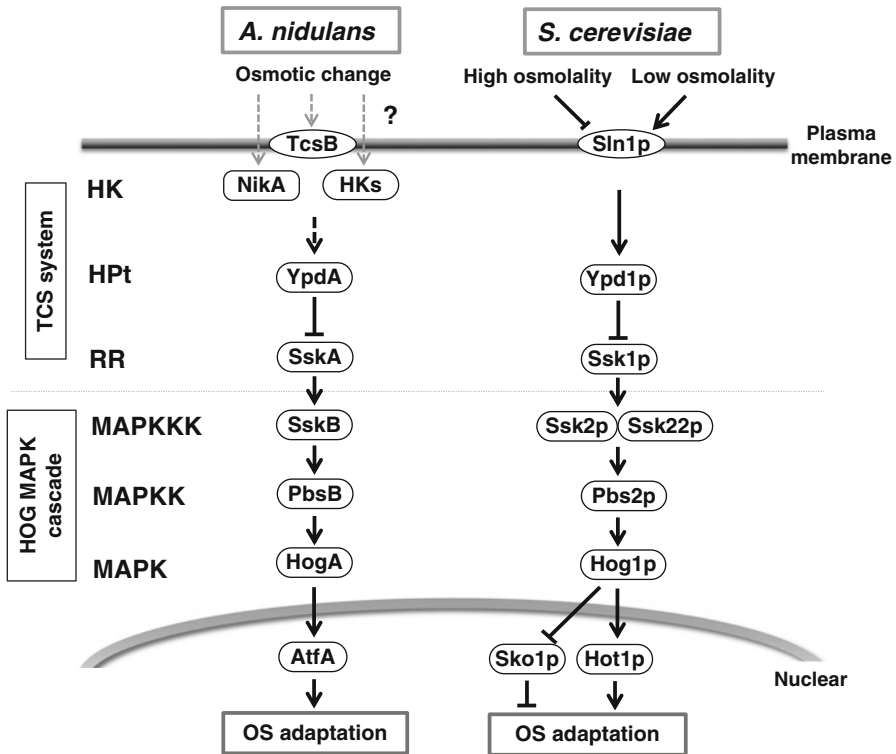 A. nidulans
S. cerevisiae
Osmotic change
High osmolality
Low osmolality
?
TcsB
Sln1p
Plasma
membrane
HK
NikA
HKs
TCS system
HPt
YpdA
Ypd1p
RR
SskA
Ssk1p
HOG MAPK
cascade
MAPKKK
SskB
Ssk2p
Ssk22p
MAPKK
PbsB
Pbs2p
MAPK
HogA
Hog1p
AtfA
Sko1p
Hot1p
Nuclear
OS adaptation
OS adaptation